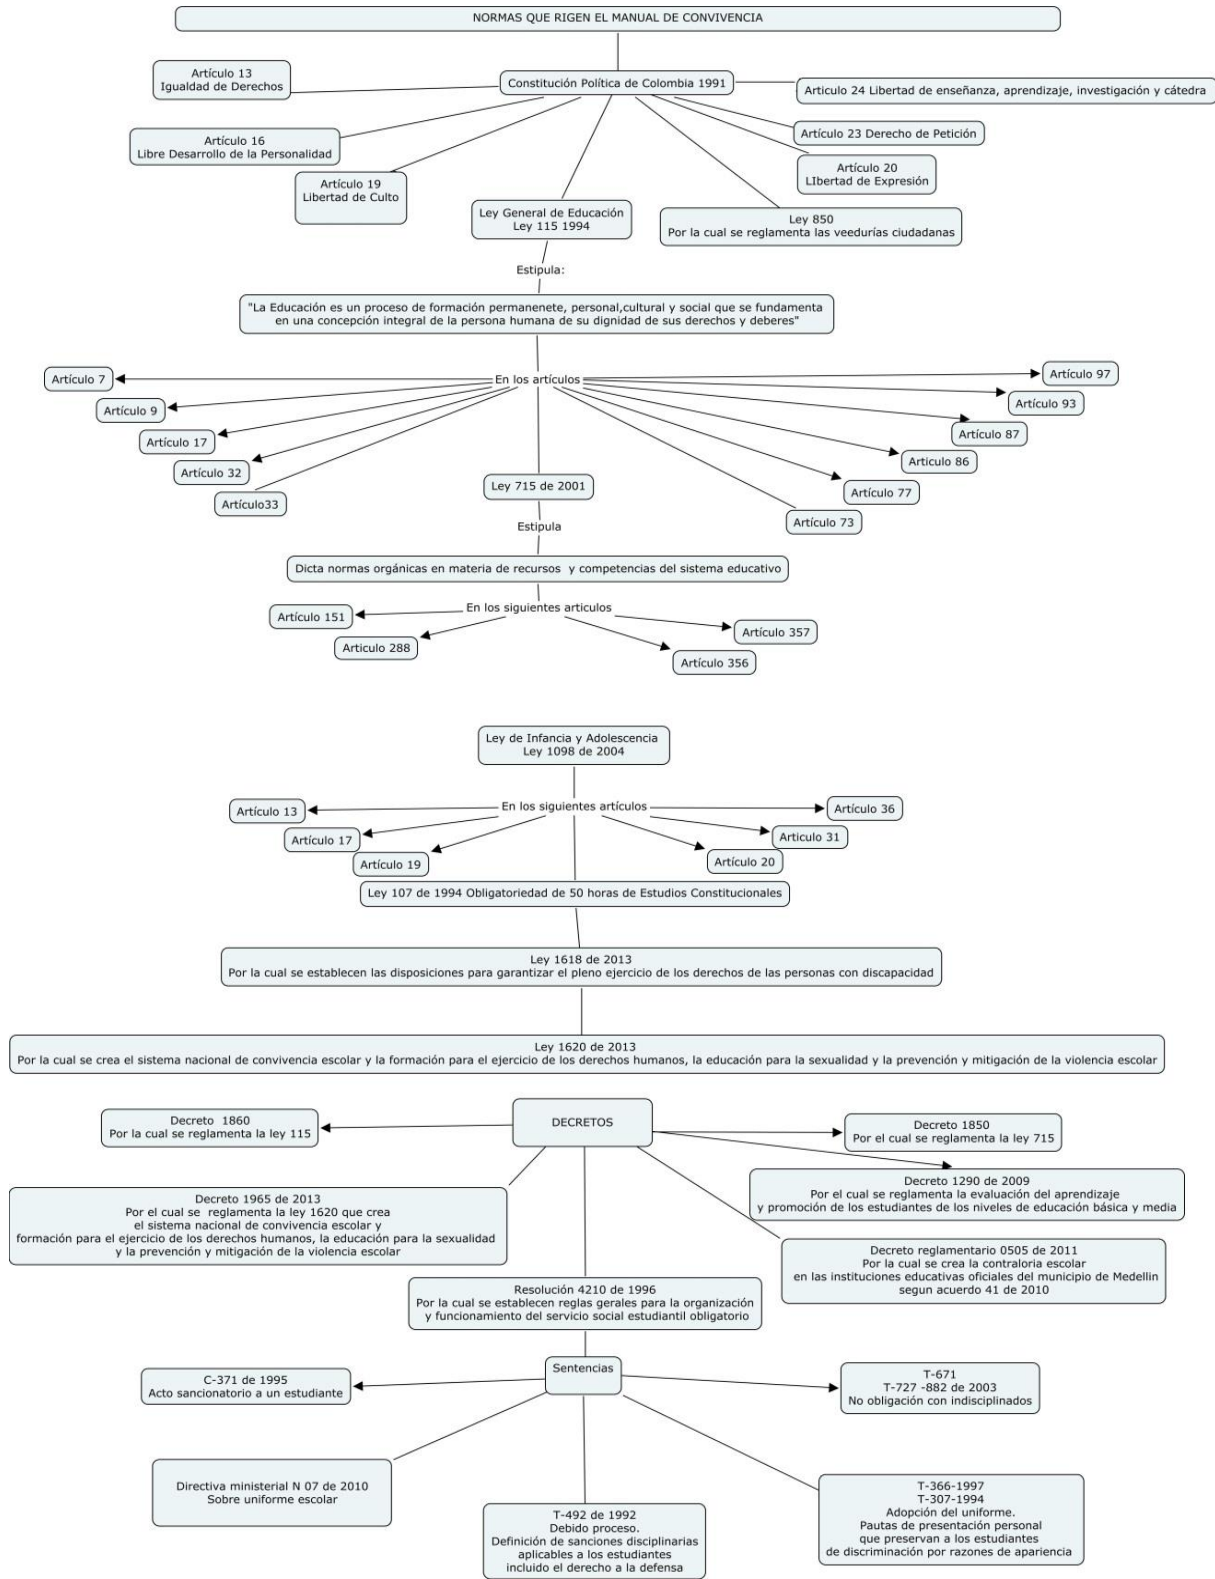 NORMAS QUE RIGEN EL MANUAL DE CONVIVENCIA
Artículo 13
Igualdad de Derechos
Constitución Política de Colombia 1991
Articulo 24 Libertad de enseñanza, aprendizaje, investigación y cátedra
Artículo 16
Libre Desarrollo de la Personalidad
Artículo 23 Derecho de Petición
Artículo 20
LIbertad de Expresión
Artículo 19
Libertad de Culto
Ley General de Educación
Ley 115 1994
Ley 850
Por la cual se reglamenta las veedurías ciudadanas
Estipula:
"La Educación es un proceso de formación permanenete, personal,cultural y social que se fundamenta
en una concepción integral de la persona humana de su dignidad de sus derechos y deberes"
En los artículos
Artículo 7
Artículo 9
Artículo 17
Artículo 32
Artículo33
Artículo 97
Artículo 93
Artículo 87
Articulo 86
Artículo 77
Artículo 73
Ley 715 de 2001
Estipula
Dicta normas orgánicas en materia de recursos  y competencias del sistema educativo
En los siguientes articulos
Artículo 151
Articulo 288
Artículo 357
Artículo 356
Ley de Infancia y Adolescencia
Ley 1098 de 2004
En los siguientes artículos
Artículo 13
Artículo 17
Artículo 19
Artículo 36
Articulo 31
Artículo 20
Ley 107 de 1994 Obligatoriedad de 50 horas de Estudios Constitucionales
Ley 1618 de 2013
Por la cual se establecen las disposiciones para garantizar el pleno ejercicio de los derechos de las personas con discapacidad
Ley 1620 de 2013
Por la cual se crea el sistema nacional de convivencia escolar y la formación para el ejercicio de los derechos humanos, la educación para la sexualidad y la prevención y mitigación de la violencia escolar
DECRETOS
Decreto  1860
Por la cual se reglamenta la ley 115
Decreto 1850
Por el cual se reglamenta la ley 715
Decreto 1290 de 2009
Por el cual se reglamenta la evaluación del aprendizaje
y promoción de los estudiantes de los niveles de educación básica y media
Decreto 1965 de 2013
Por el cual se  reglamenta la ley 1620 que crea
el sistema nacional de convivencia escolar y
formación para el ejercicio de los derechos humanos, la educación para la sexualidad
y la prevención y mitigación de la violencia escolar
Decreto reglamentario 0505 de 2011
Por la cual se crea la contraloria escolar
en las instituciones educativas oficiales del municipio de Medellin
segun acuerdo 41 de 2010
Resolución 4210 de 1996
Por la cual se establecen reglas gerales para la organización
y funcionamiento del servicio social estudiantil obligatorio
Sentencias
C-371 de 1995
Acto sancionatorio a un estudiante
T-671
T-727 -882 de 2003
No obligación con indisciplinados
Directiva ministerial N 07 de 2010
Sobre uniforme escolar
T-492 de 1992
Debido proceso.
Definición de sanciones disciplinarias
aplicables a los estudiantes
incluido el derecho a la defensa
T-366-1997
T-307-1994
Adopción del uniforme.
Pautas de presentación personal
que preservan a los estudiantes
de discriminación por razones de apariencia